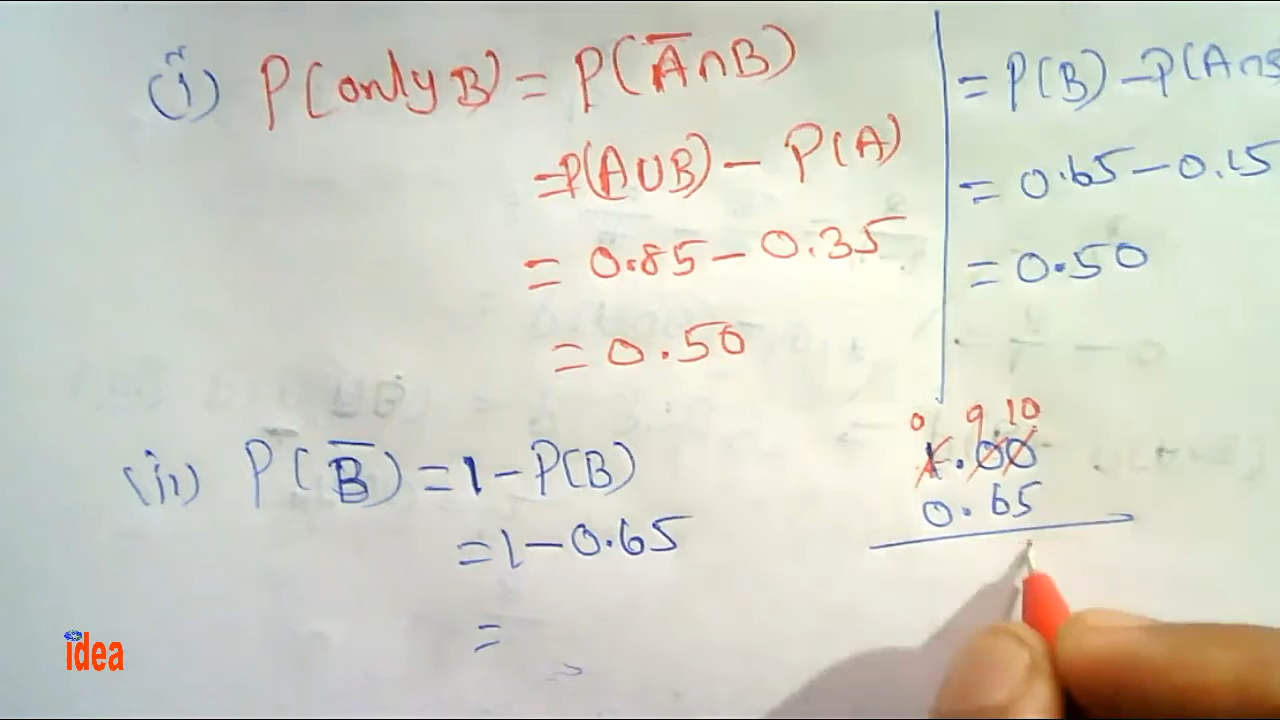 (i) P(only B) = P(A̅∩B)
=P(A∪B) − P(A)
= 0.85 − 0.35
= 0.50
= P(B) − P(A∩B
= 0.65 − 0.15
= 0.50
(ii) P(B̅) = 1 − P(B)
= 1 − 0.65
=
0 9 10
1.00
0.65
idea